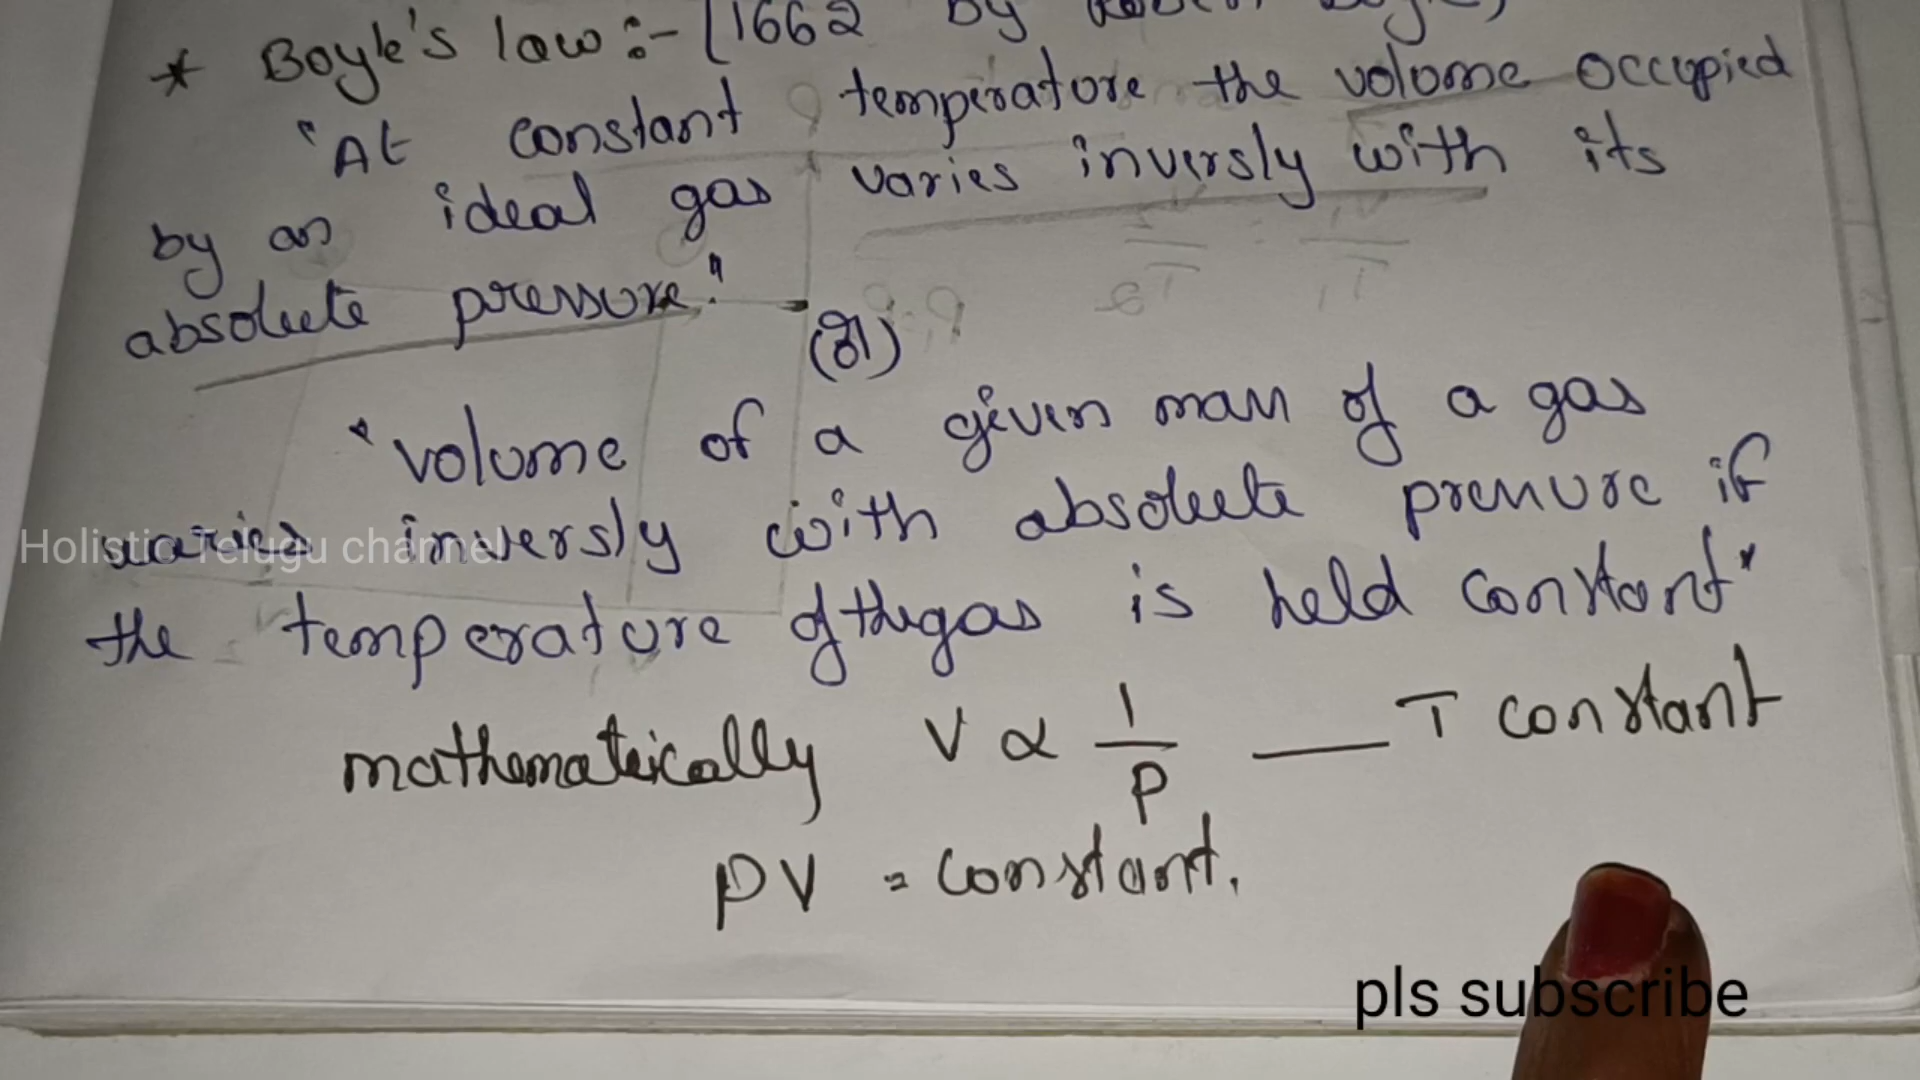 * Boyle's law :- [1662 by
"At constant temperature the volume occupied
by an ideal gas varies inversly with its
absolute pressure."
(or)
"volume of a given mass of a gas
varies inversly with absolute pressure if
the temperature of the gas is held constant"
mathematically V ∝ 1/P — T constant
PV = constant.
Holistic Telugu channel
pls subscribe